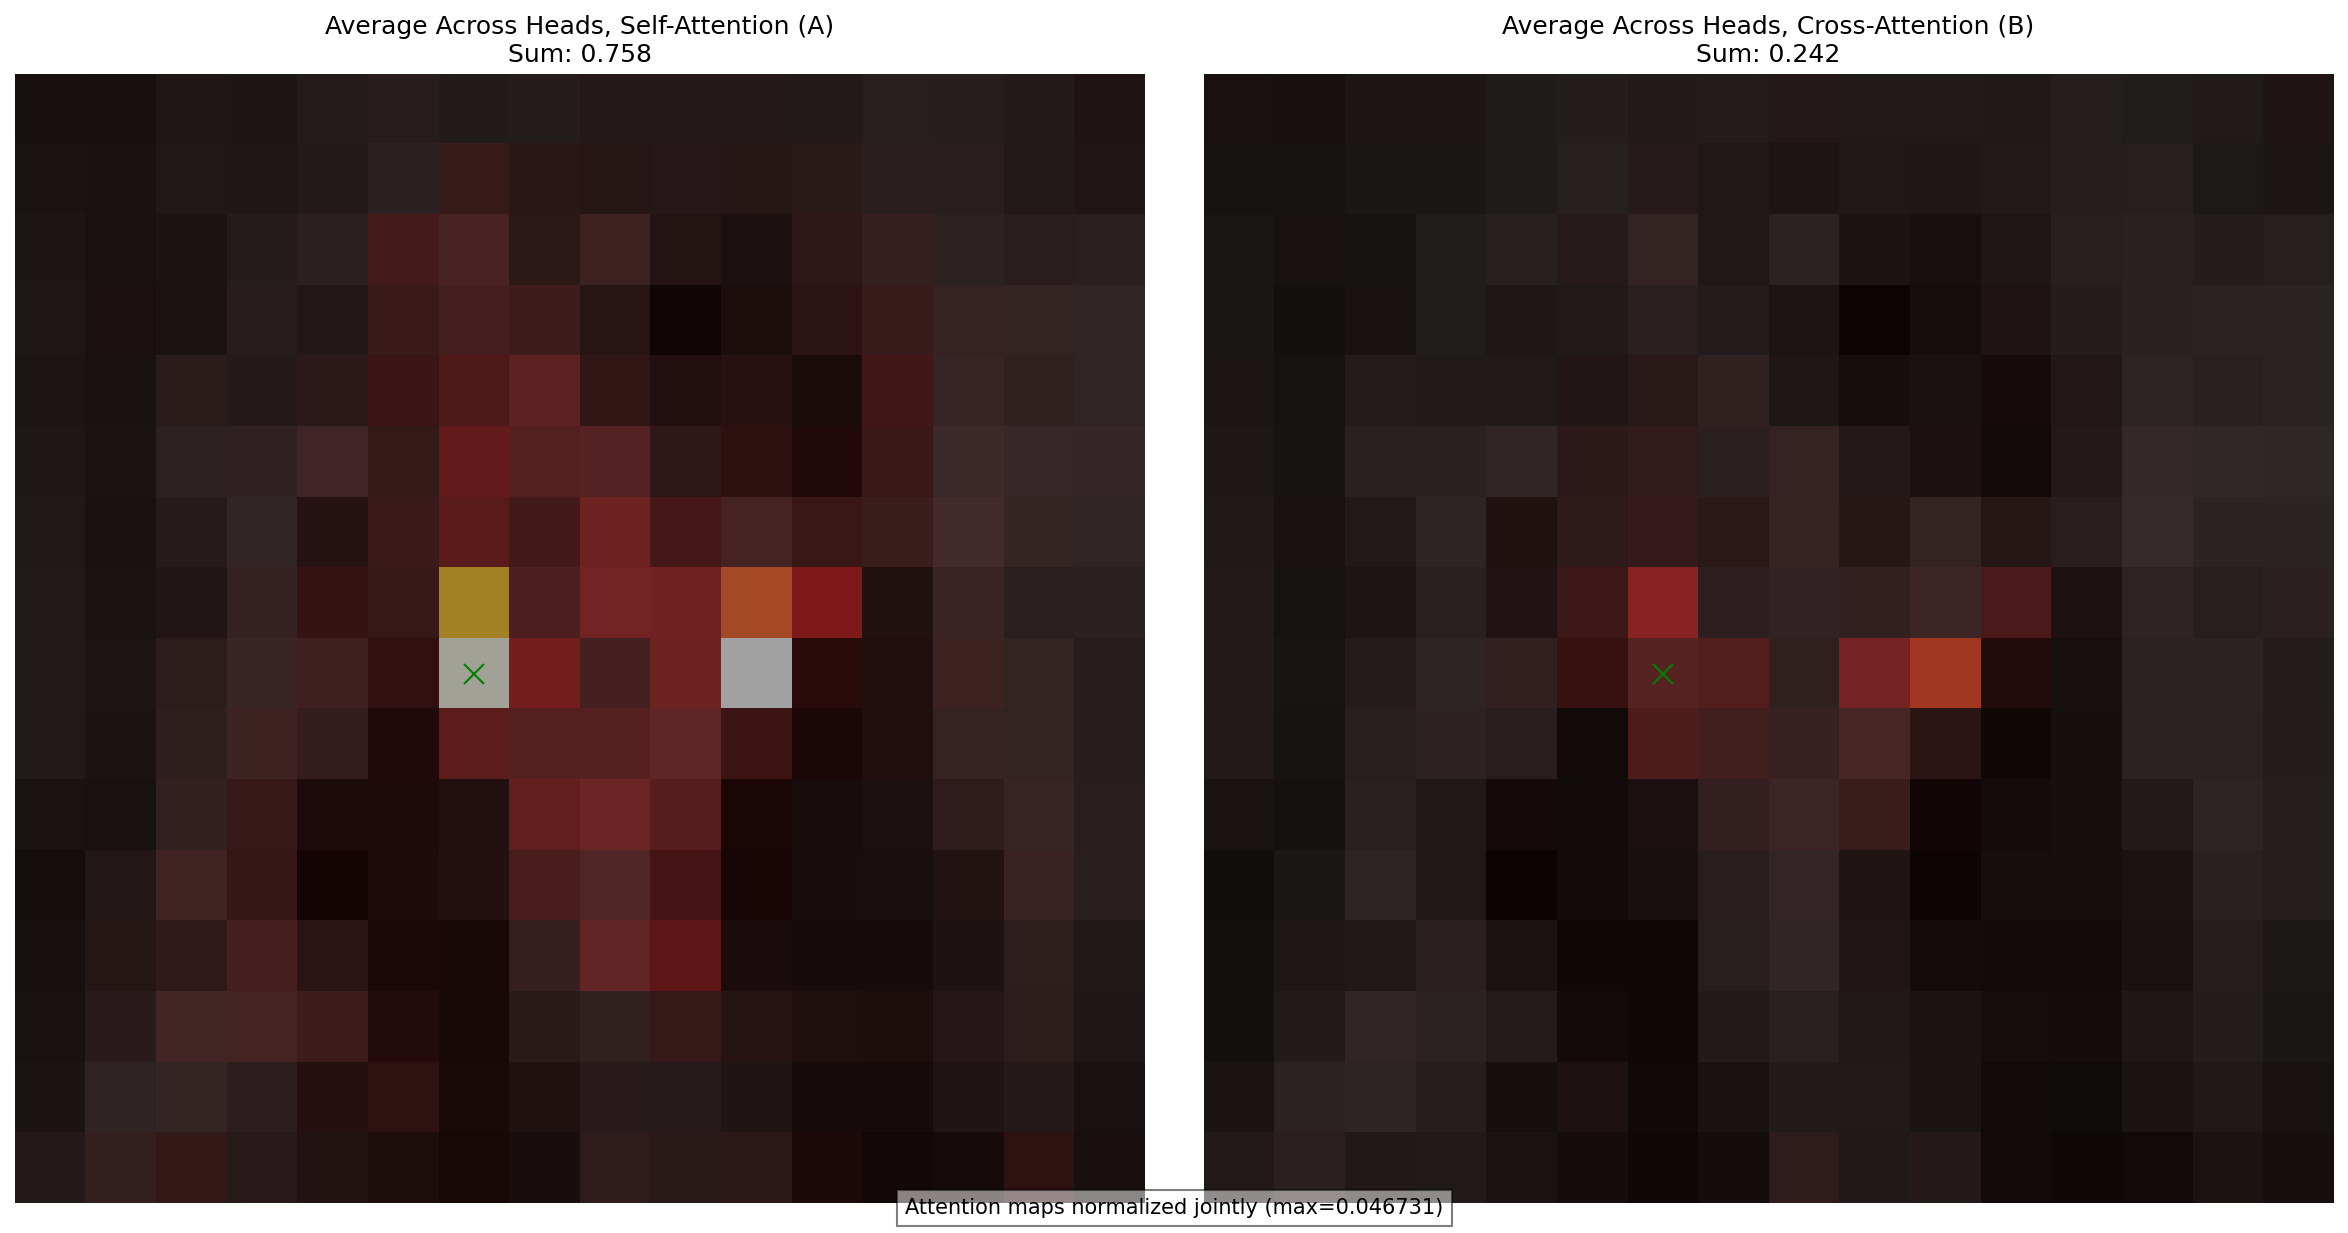 Average Across Heads, Self-Attention (A)
Sum: 0.758
Average Across Heads, Cross-Attention (B)
Sum: 0.242
Attention maps normalized jointly (max=0.046731)